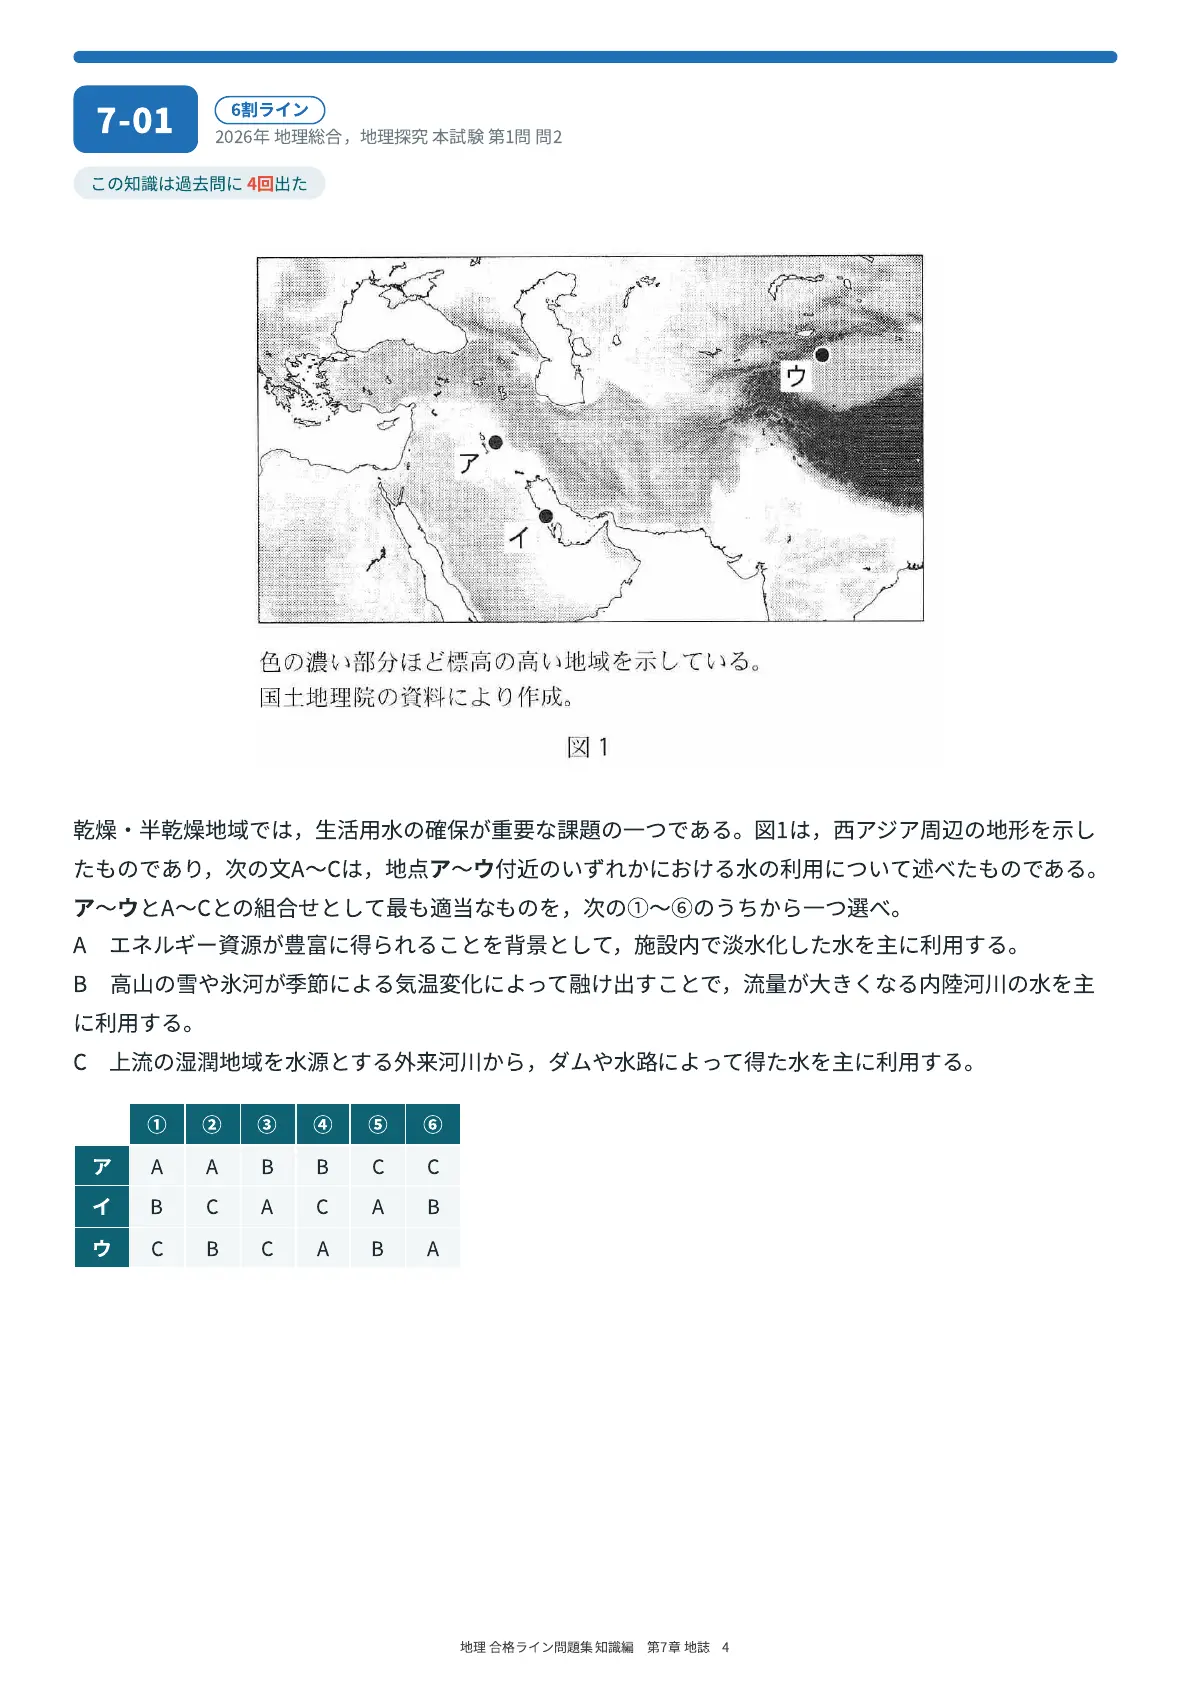 7-01
6割ライン
2026年 地理総合，地理探究 本試験 第1問 問2
この知識は過去問に 4回出た
ウ
ア
イ
色の濃い部分ほど標高の高い地域を示している。
国土地理院の資料により作成。
図 1
乾燥・半乾燥地域では，生活用水の確保が重要な課題の一つである。図1は，西アジア周辺の地形を示し
たものであり，次の文A～Cは，地点ア～ウ付近のいずれかにおける水の利用について述べたものである。
ア～ウとA～Cとの組合せとして最も適当なものを，次の①～⑥のうちから一つ選べ。
A　エネルギー資源が豊富に得られることを背景として，施設内で淡水化した水を主に利用する。
B　高山の雪や氷河が季節による気温変化によって融け出すことで，流量が大きくなる内陸河川の水を主
に利用する。
C　上流の湿潤地域を水源とする外来河川から，ダムや水路によって得た水を主に利用する。
① ② ③ ④ ⑤ ⑥
ア A A B B C C
イ B C A C A B
ウ C B C A B A
地理 合格ライン問題集 知識編　第7章 地誌　4